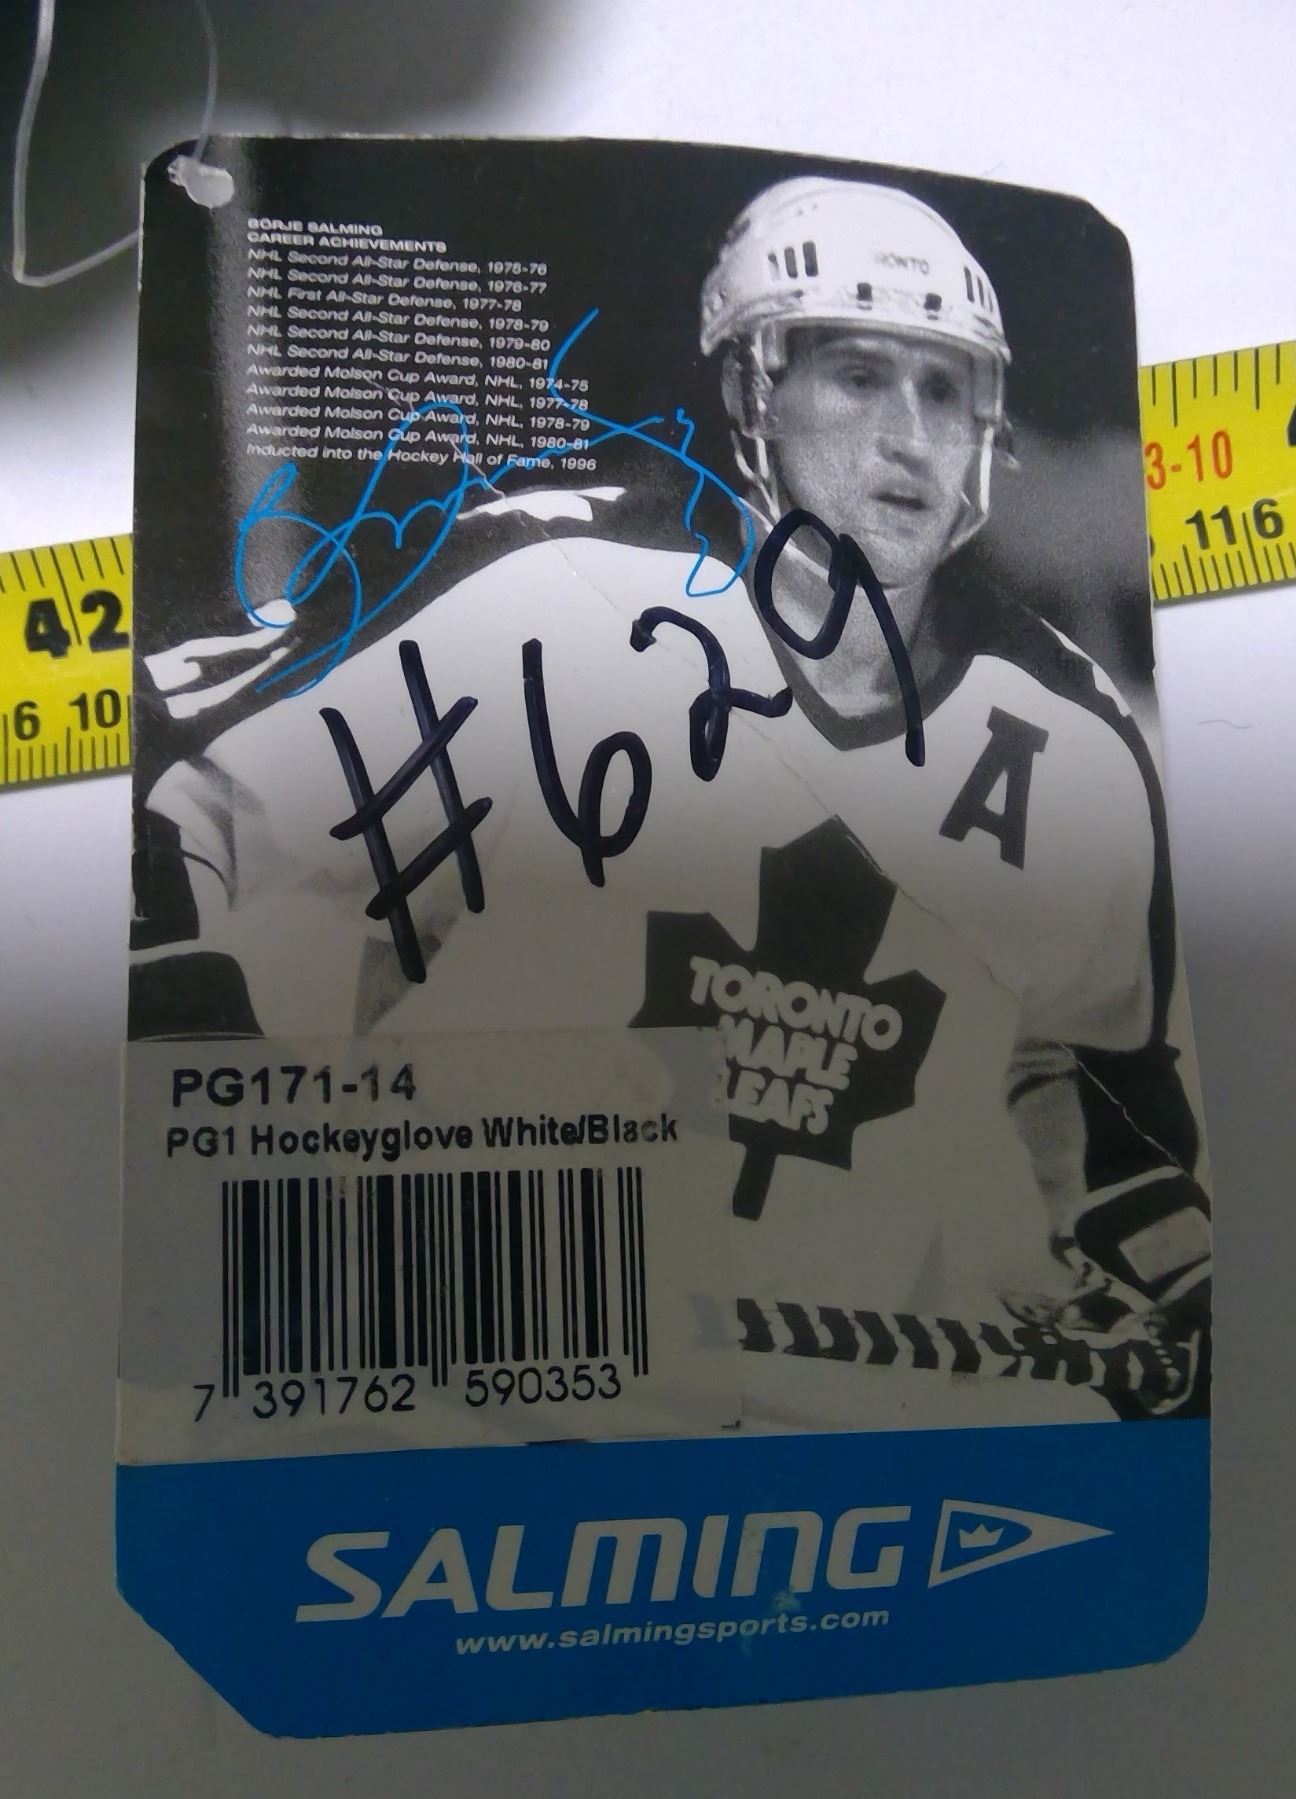 BÖRJE SALMING
CAREER ACHIEVEMENTS
NHL Second All-Star Defense, 1975-76
NHL Second All-Star Defense, 1976-77
NHL First All-Star Defense, 1977-78
NHL Second All-Star Defense, 1978-79
NHL Second All-Star Defense, 1979-80
NHL Second All-Star Defense, 1980-81
Awarded Molson Cup Award, NHL, 1974-75
Awarded Molson Cup Award, NHL, 1977-78
Awarded Molson Cup Award, NHL, 1978-79
Awarded Molson Cup Award, NHL, 1980-81
Inducted into the Hockey Hall of Fame, 1996
RONTO
3-10
116
42
6 10
#629
A
TORONTO
MAPLE
LEAFS
PG171-14
PG1 Hockeyglove White/Black
7 391762 590353
SALMING
www.salmingsports.com